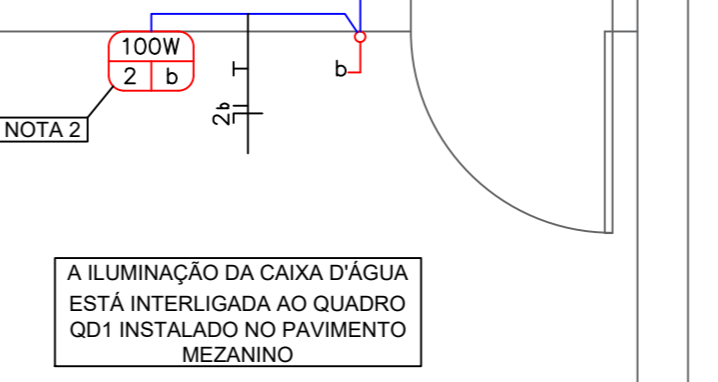 100W
2 b
b
2b
NOTA 2
A ILUMINAÇÃO DA CAIXA D'ÁGUA
ESTÁ INTERLIGADA AO QUADRO
QD1 INSTALADO NO PAVIMENTO
MEZANINO